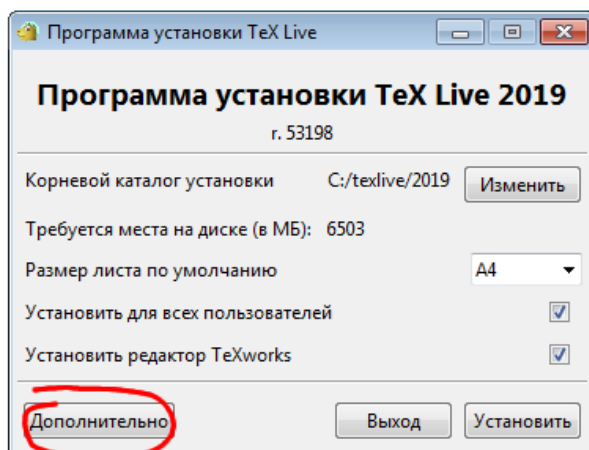 Программа установки TeX Live
Программа установки TeX Live 2019
r. 53198
Корневой каталог установки C:/texlive/2019 Изменить
Требуется места на диске (в МБ): 6503
Размер листа по умолчанию A4
Установить для всех пользователей
Установить редактор TeXworks
Дополнительно Выход Установить